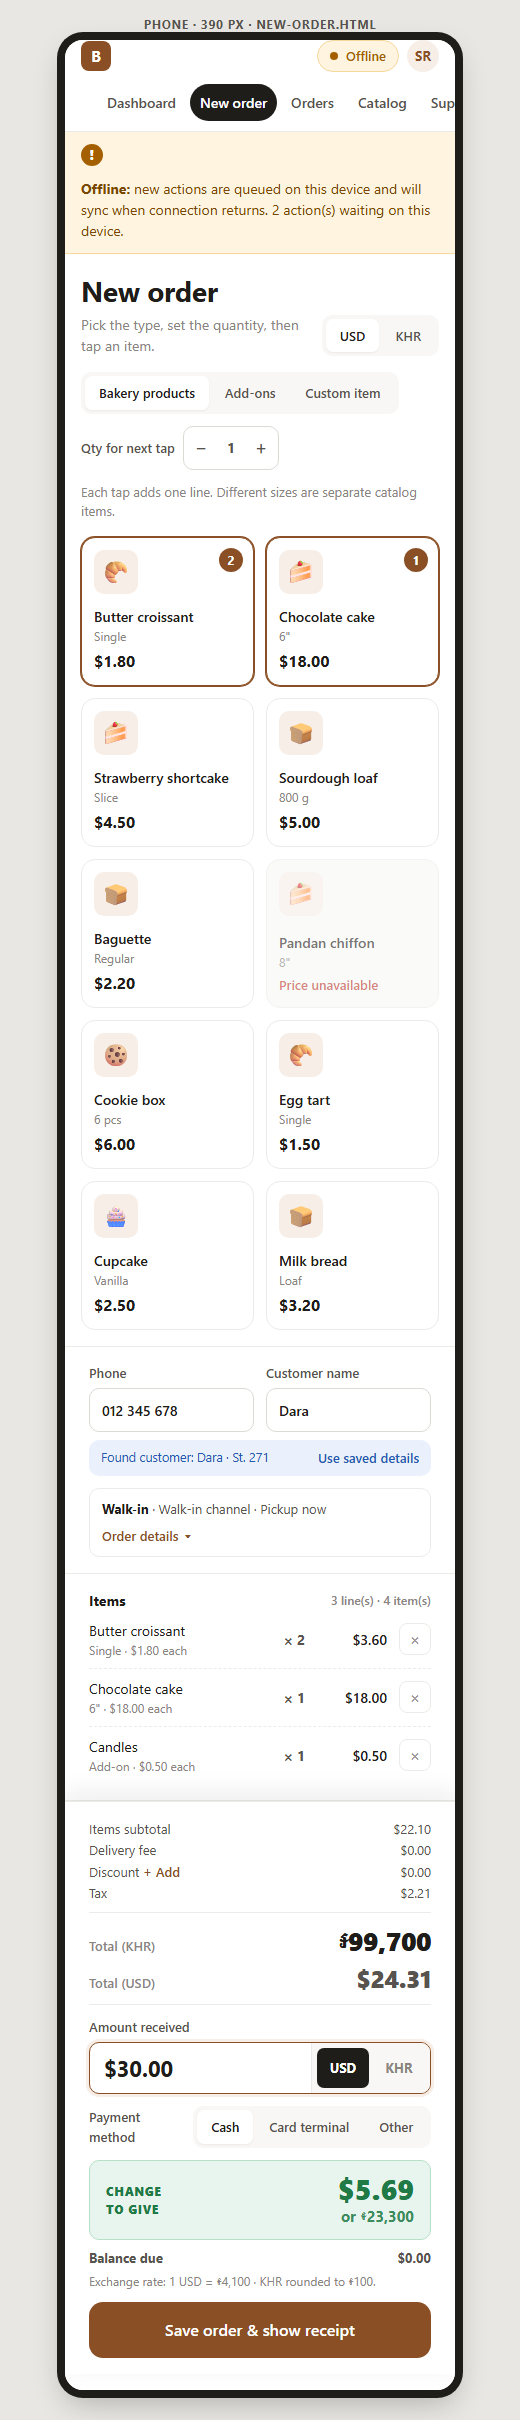 PHONE · 390 PX · NEW-ORDER.HTML
B
Offline
SR
Dashboard
New order
Orders
Catalog
Sup
!
Offline: new actions are queued on this device and will
sync when connection returns. 2 action(s) waiting on this
device.
New order
Pick the type, set the quantity, then
tap an item.
USD
KHR
Bakery products
Add-ons
Custom item
Qty for next tap
−
1
+
Each tap adds one line. Different sizes are separate catalog
items.
2
Butter croissant
Single
$1.80
1
Chocolate cake
6"
$18.00
Strawberry shortcake
Slice
$4.50
Sourdough loaf
800 g
$5.00
Baguette
Regular
$2.20
Pandan chiffon
8"
Price unavailable
Cookie box
6 pcs
$6.00
Egg tart
Single
$1.50
Cupcake
Vanilla
$2.50
Milk bread
Loaf
$3.20
Phone
Customer name
012 345 678
Dara
Found customer: Dara · St. 271
Use saved details
Walk-in · Walk-in channel · Pickup now
Order details ▾
Items
3 line(s) · 4 item(s)
Butter croissant
Single · $1.80 each
× 2
$3.60
×
Chocolate cake
6" · $18.00 each
× 1
$18.00
×
Candles
Add-on · $0.50 each
× 1
$0.50
×
Items subtotal
$22.10
Delivery fee
$0.00
Discount + Add
$0.00
Tax
$2.21
Total (KHR)
៛99,700
Total (USD)
$24.31
Amount received
$30.00
USD
KHR
Payment
method
Cash
Card terminal
Other
CHANGE
TO GIVE
$5.69
or ៛23,300
Balance due
$0.00
Exchange rate: 1 USD = ៛4,100 · KHR rounded to ៛100.
Save order & show receipt